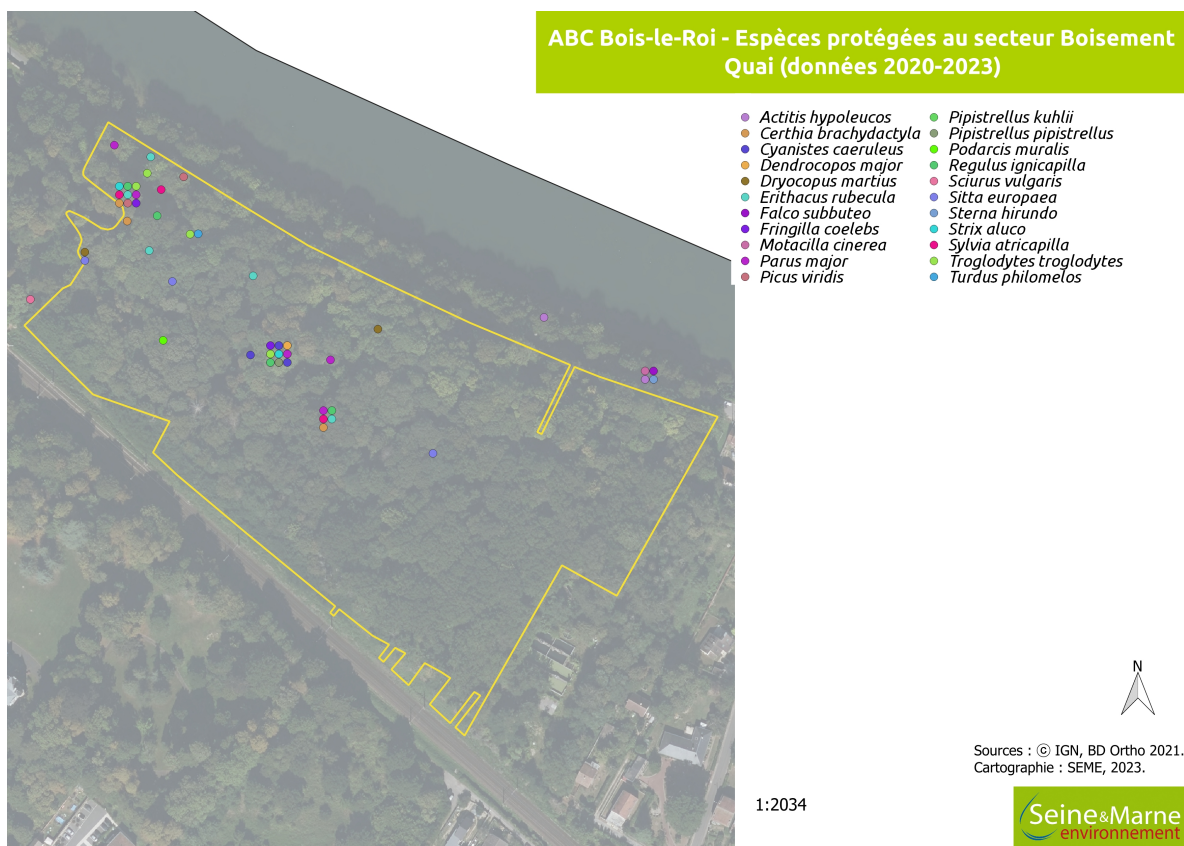 ABC Bois-le-Roi - Espèces protégées au secteur Boisement
Quai (données 2020-2023)
Actitis hypoleucos
Certhia brachydactyla
Cyanistes caeruleus
Dendrocopos major
Dryocopus martius
Erithacus rubecula
Falco subbuteo
Fringilla coelebs
Motacilla cinerea
Parus major
Picus viridis
Pipistrellus kuhlii
Pipistrellus pipistrellus
Podarcis muralis
Regulus ignicapilla
Sciurus vulgaris
Sitta europaea
Sterna hirundo
Strix aluco
Sylvia atricapilla
Troglodytes troglodytes
Turdus philomelos
N
Sources : © IGN, BD Ortho 2021.
Cartographie : SEME, 2023.
1:2034
Seine&Marne
environnement